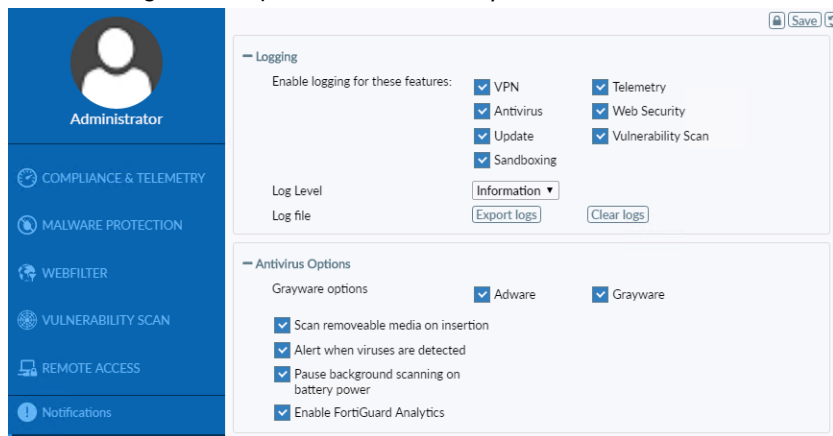 Save
Administrator
COMPLIANCE & TELEMETRY
MALWARE PROTECTION
WEBFILTER
VULNERABILITY SCAN
REMOTE ACCESS
Notifications
Logging
Enable logging for these features:
VPN
Telemetry
Antivirus
Web Security
Update
Vulnerability Scan
Sandboxing
Log Level
Information
Log file
Export logs
Clear logs
Antivirus Options
Grayware options
Adware
Grayware
Scan removeable media on insertion
Alert when viruses are detected
Pause background scanning on
battery power
Enable FortiGuard Analytics